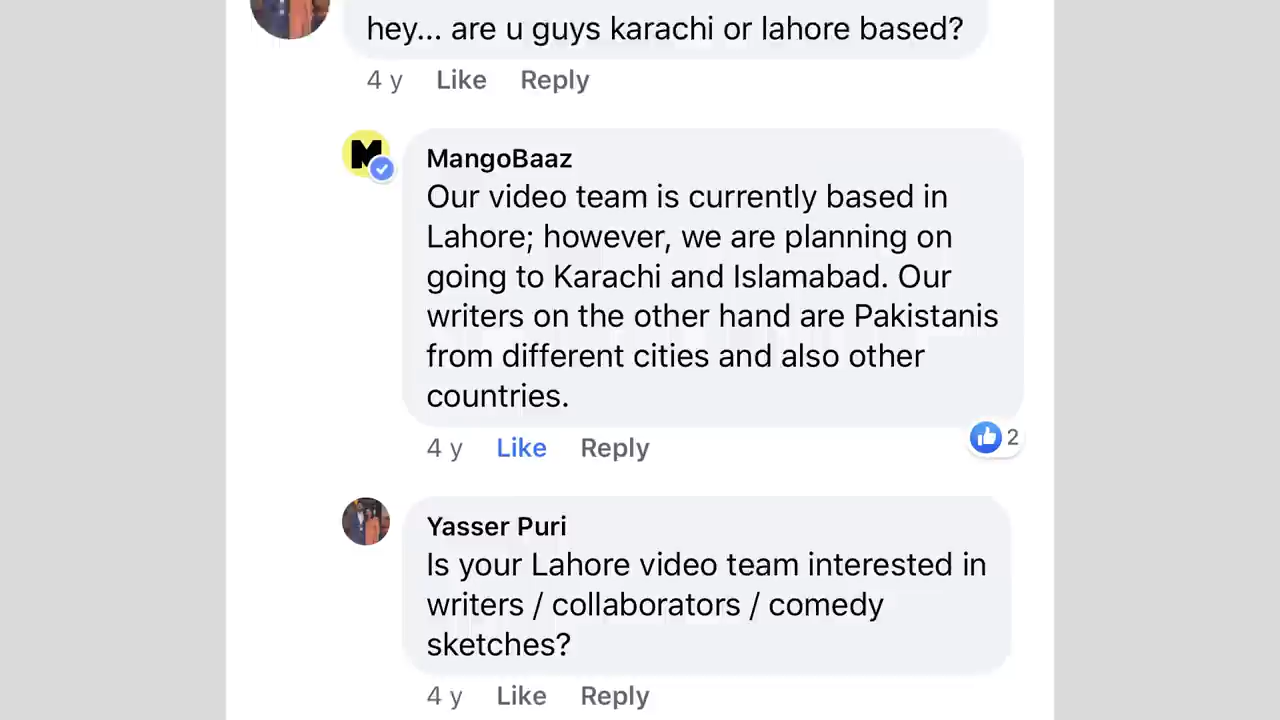 hey... are u guys karachi or lahore based?
4 y Like Reply
M
MangoBaaz
Our video team is currently based in
Lahore; however, we are planning on
going to Karachi and Islamabad. Our
writers on the other hand are Pakistanis
from different cities and also other
countries.
4 y Like Reply 2
Yasser Puri
Is your Lahore video team interested in
writers / collaborators / comedy
sketches?
4 y Like Reply